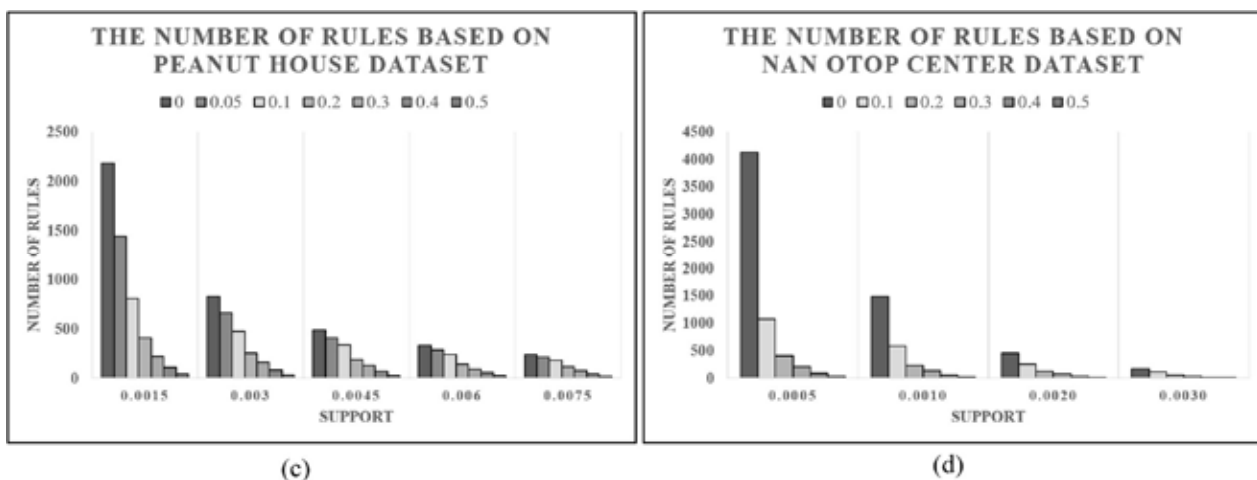 THE NUMBER OF RULES BASED ON
PEANUT HOUSE DATASET
0 0.05 0.1 0.2 0.3 0.4 0.5
2500
2000
1500
1000
500
0
NUMBER OF RULES
0.0015 0.003 0.0045 0.006 0.0075
SUPPORT
(c)
THE NUMBER OF RULES BASED ON
NAN OTOP CENTER DATASET
0 0.1 0.2 0.3 0.4 0.5
4500
4000
3500
3000
2500
2000
1500
1000
500
0
NUMBER OF RULES
0.0005 0.0010 0.0020 0.0030
SUPPORT
(d)